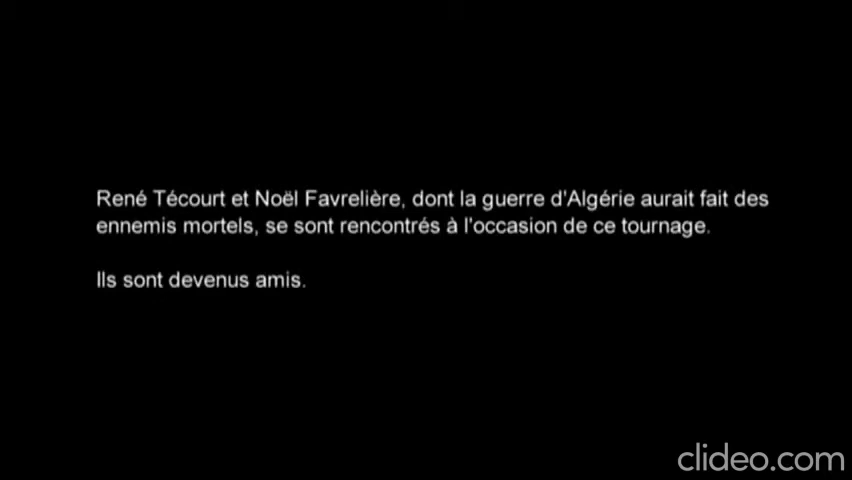 René Técourt et Noël Favrelière, dont la guerre d'Algérie aurait fait des
ennemis mortels, se sont rencontrés à l'occasion de ce tournage.
Ils sont devenus amis.
clideo.com